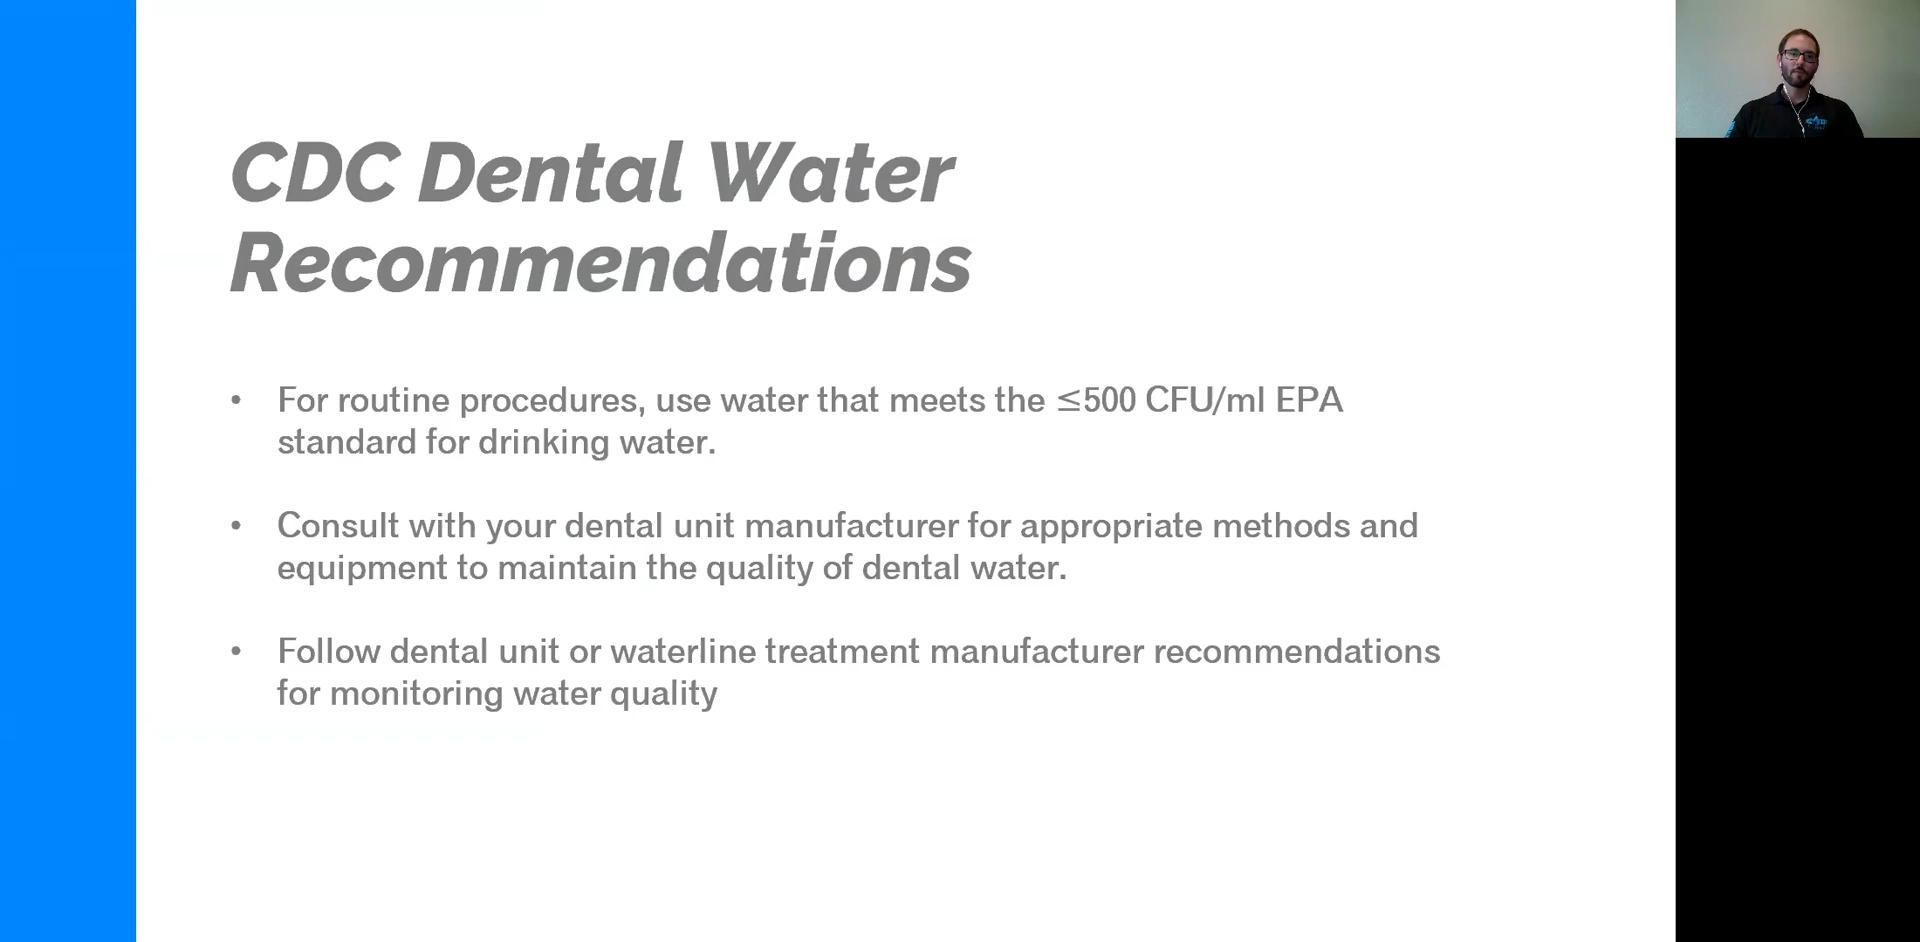 CDC Dental Water
Recommendations
• For routine procedures, use water that meets the ≤500 CFU/ml EPA
standard for drinking water.
• Consult with your dental unit manufacturer for appropriate methods and
equipment to maintain the quality of dental water.
• Follow dental unit or waterline treatment manufacturer recommendations
for monitoring water quality